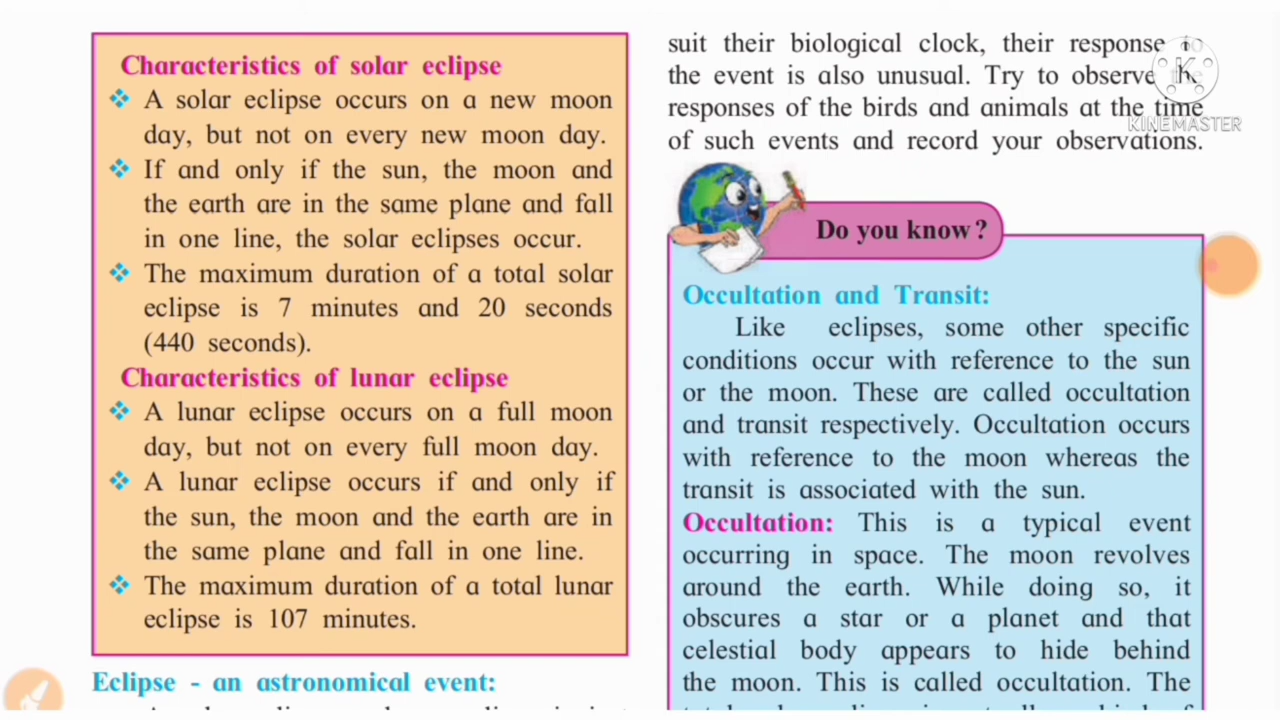 Characteristics of solar eclipse
❖ A solar eclipse occurs on a new moon
day, but not on every new moon day.
❖ If and only if the sun, the moon and
the earth are in the same plane and fall
in one line, the solar eclipses occur.
❖ The maximum duration of a total solar
eclipse is 7 minutes and 20 seconds
(440 seconds).
Characteristics of lunar eclipse
❖ A lunar eclipse occurs on a full moon
day, but not on every full moon day.
❖ A lunar eclipse occurs if and only if
the sun, the moon and the earth are in
the same plane and fall in one line.
❖ The maximum duration of a total lunar
eclipse is 107 minutes.
Eclipse - an astronomical event:
suit their biological clock, their response to
the event is also unusual. Try to observe the
responses of the birds and animals at the time
of such events and record your observations.
K
KINEMASTER
Do you know?
Occultation and Transit:
Like eclipses, some other specific
conditions occur with reference to the sun
or the moon. These are called occultation
and transit respectively. Occultation occurs
with reference to the moon whereas the
transit is associated with the sun.
Occultation: This is a typical event
occurring in space. The moon revolves
around the earth. While doing so, it
obscures a star or a planet and that
celestial body appears to hide behind
the moon. This is called occultation. The